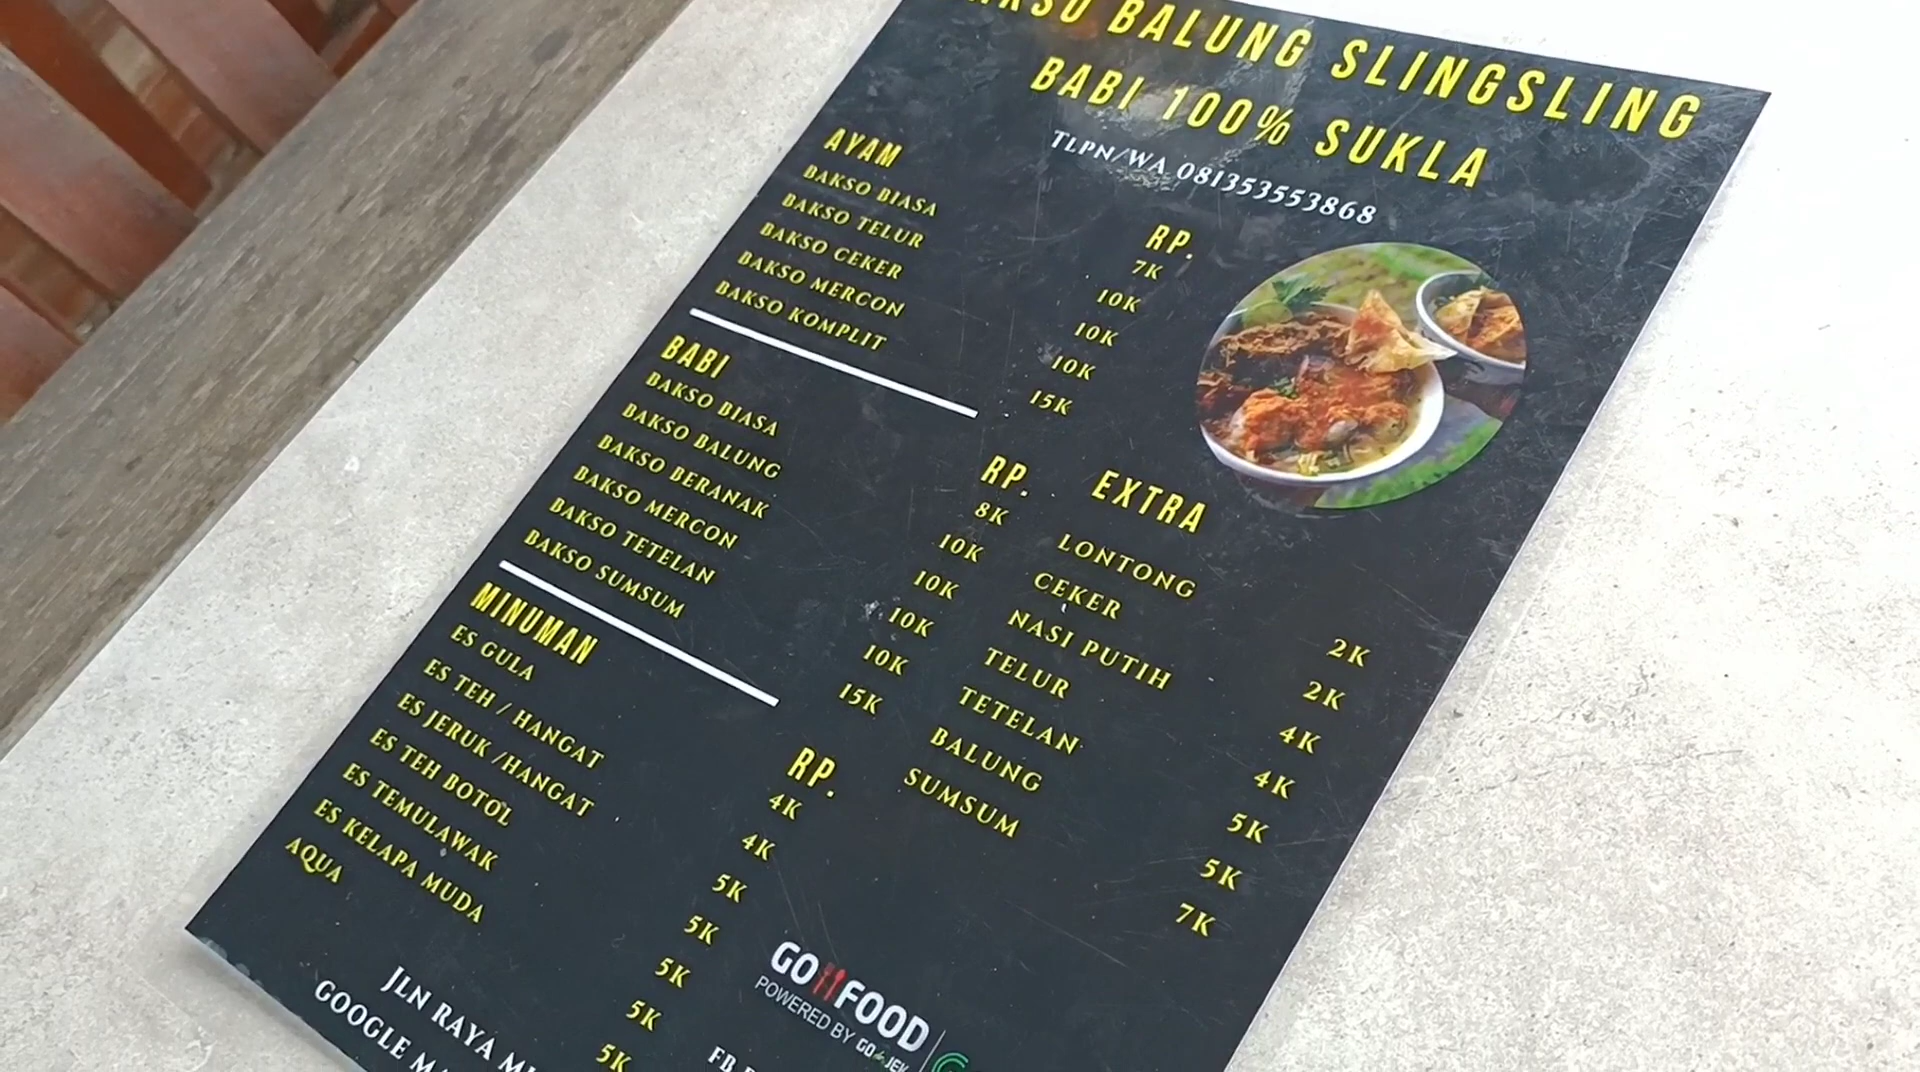 BALUNG SLINGSLING
BABI 100% SUKLA
TLPN/WA 081353553868
AYAM RP.
BAKSO BIASA 7K
BAKSO TELUR 10K
BAKSO CEKER 10K
BAKSO MERCON 10K
BAKSO KOMPLIT 15K
BABI RP.
BAKSO BIASA 8K
BAKSO BALUNG 10K
BAKSO BERANAK 10K
BAKSO MERCON 10K
BAKSO TETELAN 10K
BAKSO SUMSUM 15K
EXTRA
LONTONG 2K
CEKER 2K
NASI PUTIH 4K
TELUR 4K
TETELAN 5K
BALUNG 5K
SUMSUM 7K
MINUMAN RP.
ES GULA 4K
ES TEH / HANGAT 4K
ES JERUK /HANGAT 5K
ES TEH BOTOL 5K
ES TEMULAWAK 5K
ES KELAPA MUDA 5K
AQUA 5K
GO FOOD
POWERED BY GO JEK
JLN RAYA
GOOGLE
FB